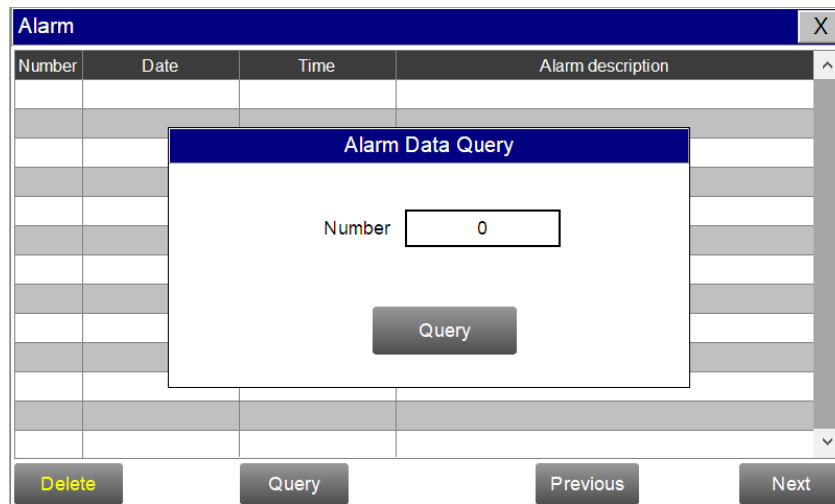 Alarm X
Number Date Time Alarm description
Alarm Data Query
Number 0
Query
Delete Query Previous Next